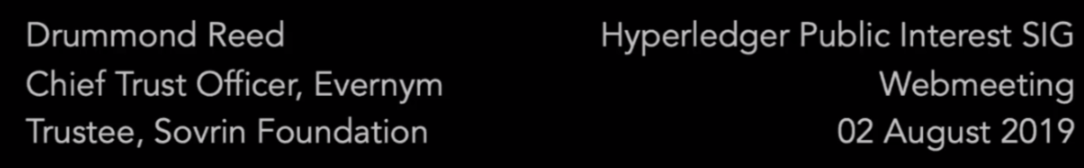 Drummond Reed
Chief Trust Officer, Evernym
Trustee, Sovrin Foundation
Hyperledger Public Interest SIG
Webmeeting
02 August 2019